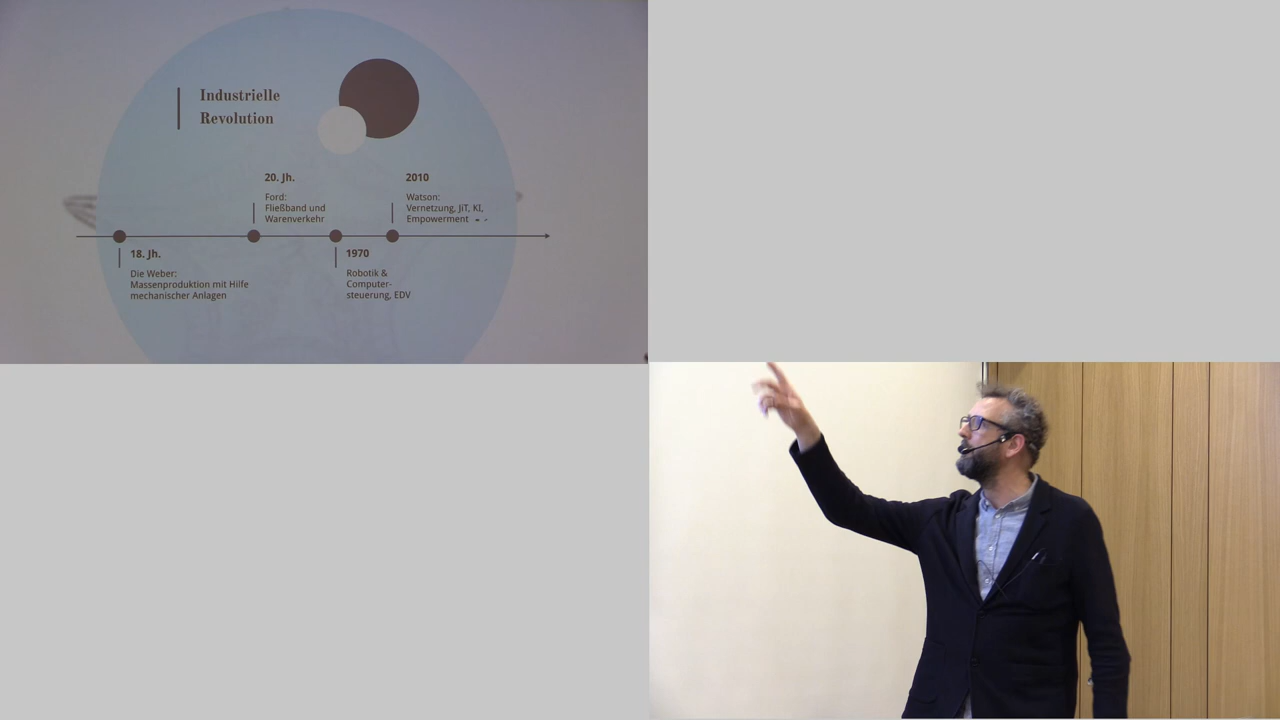 Industrielle
Revolution
20. Jh.
Ford:
Fließband und
Warenverkehr
2010
Watson:
Vernetzung, JiT, KI,
Empowerment
18. Jh.
Die Weber:
Massenproduktion mit Hilfe
mechanischer Anlagen
1970
Robotik &
Computer-
steuerung, EDV